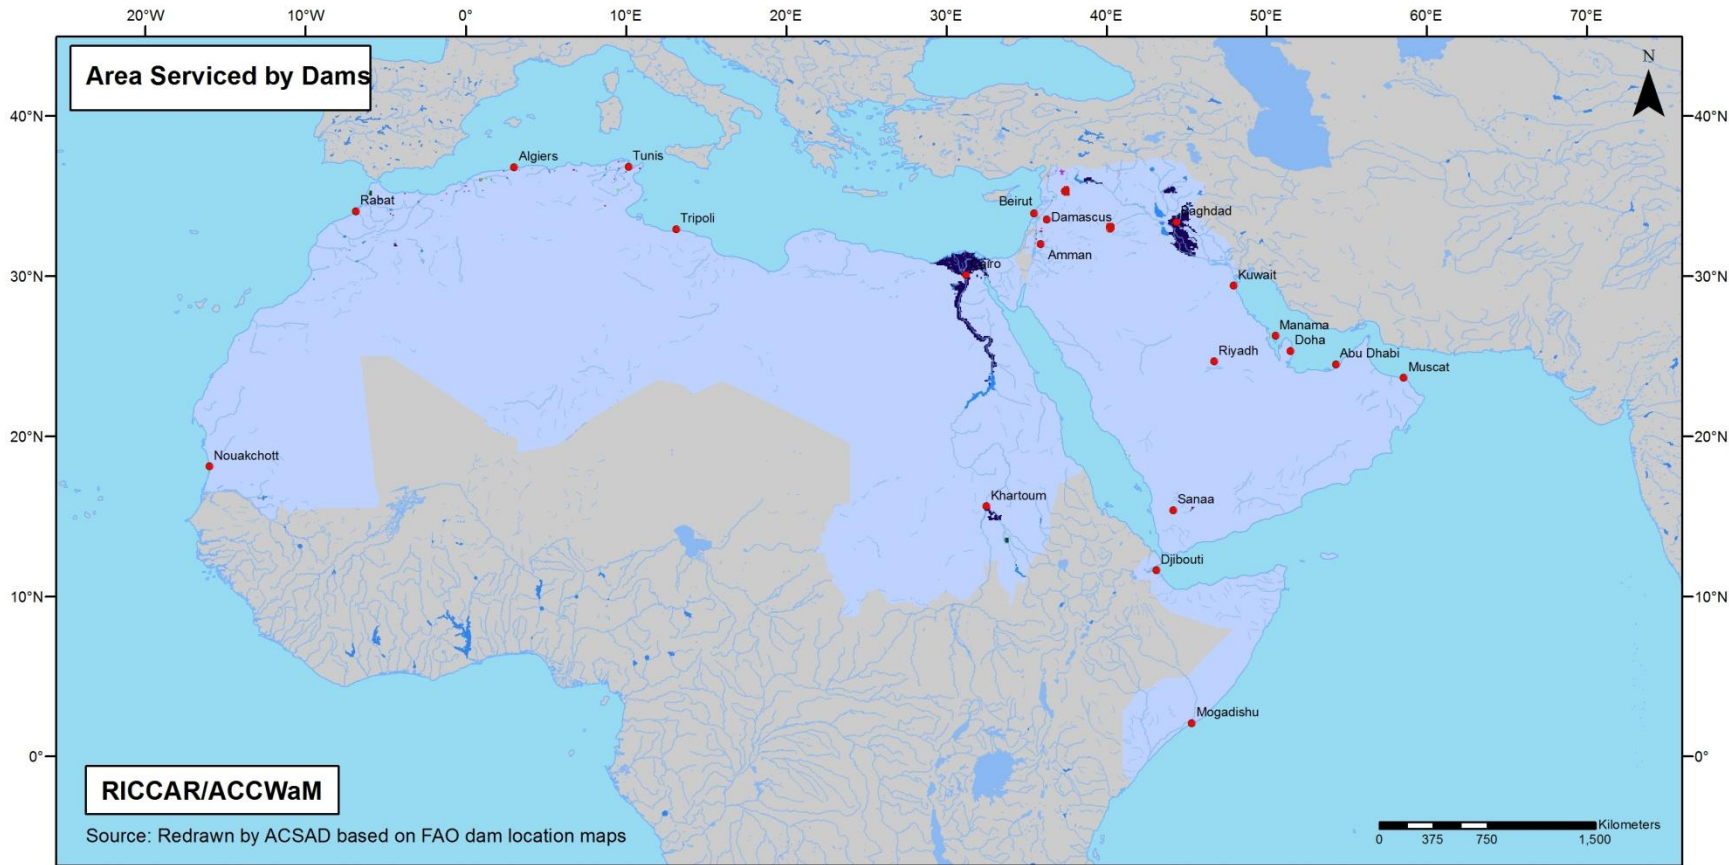 20°W 10°W 0° 10°E 20°E 30°E 40°E 50°E 60°E 70°E
N
Area Serviced by Dams
40°N 40°N
Algiers Tunis
Rabat
Beirut
Damascus
Baghdad
Tripoli
Amman
Cairo
30°N 30°N
Kuwait
Manama
Doha
Riyadh
Abu Dhabi
Muscat
20°N 20°N
Nouakchott
Khartoum
Sanaa
Djibouti
10°N 10°N
Mogadishu
0° 0°
RICCAR/ACCWaM
Source: Redrawn by ACSAD based on FAO dam location maps
Kilometers
0 375 750 1,500